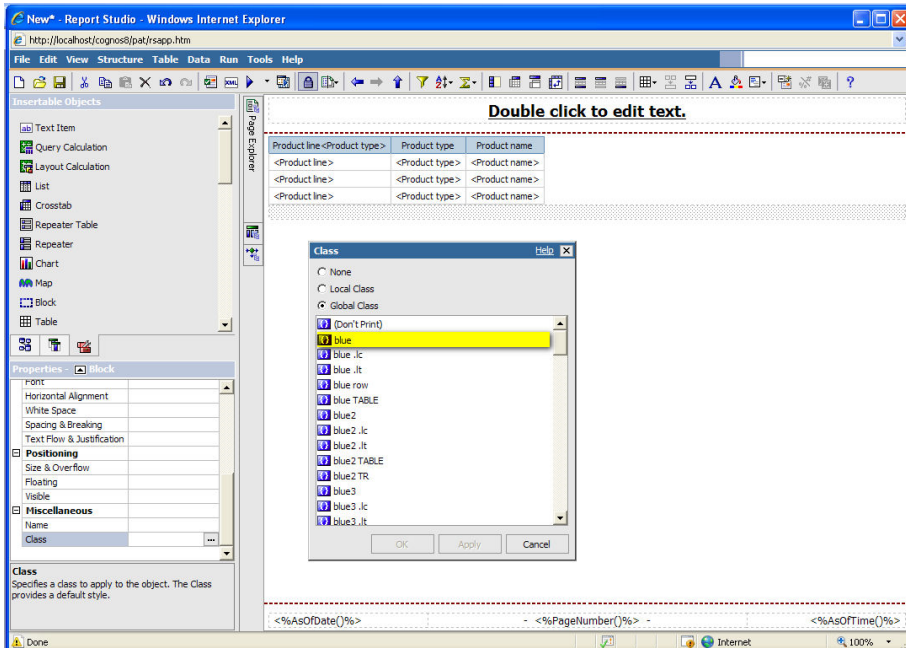 New* - Report Studio - Windows Internet Explorer
http://localhost/cognos8/pat/rsapp.htm
File Edit View Structure Table Data Run Tools Help
Insertable Objects
Text Item
Query Calculation
Layout Calculation
List
Crosstab
Repeater Table
Repeater
Chart
Map
Block
Table
Page Explorer
Double click to edit text.
Product line<Product type> Product type Product name
<Product line> <Product type> <Product name>
<Product line> <Product type> <Product name>
<Product line> <Product type> <Product name>
Class Help
None
Local Class
Global Class
(Don't Print)
blue
blue .lc
blue .lt
blue row
blue TABLE
blue2
blue2 .lc
blue2 .lt
blue2 TABLE
blue2 TR
blue3
blue3 .lc
blue3 .lt
OK Apply Cancel
Properties - Block
Font
Horizontal Alignment
White Space
Spacing & Breaking
Text Flow & Justification
Positioning
Size & Overflow
Floating
Visible
Miscellaneous
Name
Class ...
Class
Specifies a class to apply to the object. The Class
provides a default style.
<%AsOfDate()%> - <%PageNumber()%> - <%AsOfTime()%>
Done Internet 100%